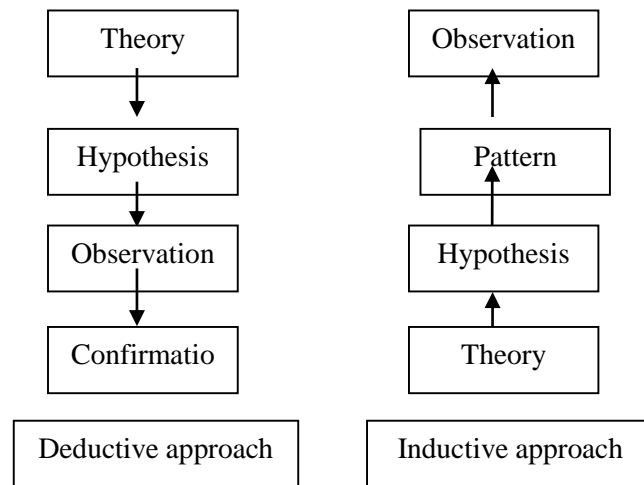 Theory
Hypothesis
Observation
Confirmatio
Deductive approach
Observation
Pattern
Hypothesis
Theory
Inductive approach